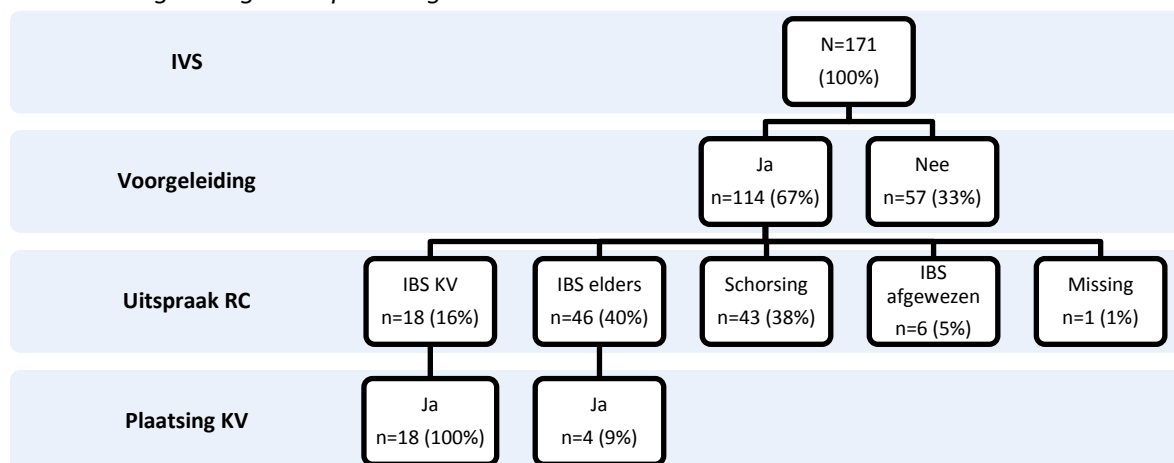 IVS
N=171
(100%)
Voorgeleiding
Ja
n=114 (67%)
Nee
n=57 (33%)
Uitspraak RC
IBS KV
n=18 (16%)
IBS elders
n=46 (40%)
Schorsing
n=43 (38%)
IBS
afgewezen
n=6 (5%)
Missing
n=1 (1%)
Plaatsing KV
Ja
n=18 (100%)
Ja
n=4 (9%)